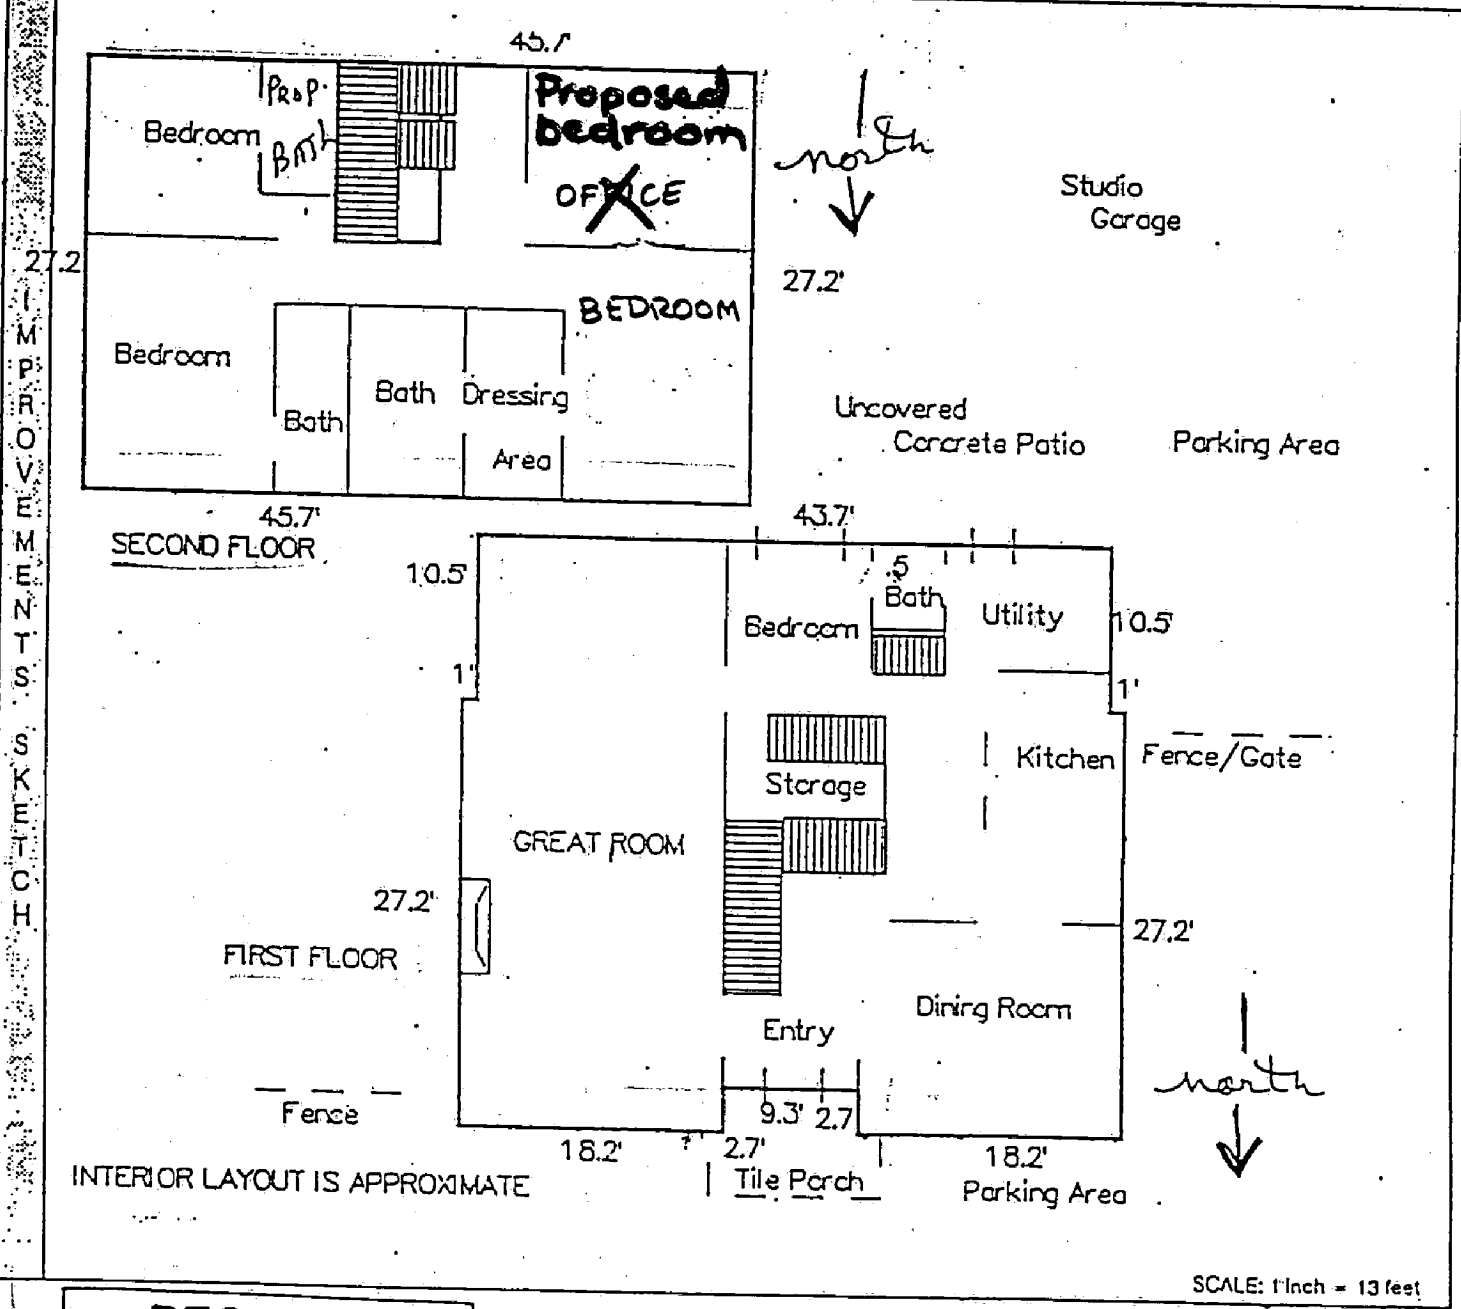 45.7'
Bedroom
PROP.
BATH
Proposed
bedroom
OFFICE
north
Studio
Garage
27.2
27.2'
BEDROOM
Bedroom
Bath
Bath
Dressing
Area
Uncovered
Concrete Patio
Parking Area
45.7'
SECOND FLOOR
IMPROVEMENTS SKETCH
43.7'
10.5'
.5
Bath
Bedroom
Utility
10.5'
1'
1'
Kitchen
Fence/Gate
Storage
GREAT ROOM
27.2'
27.2'
FIRST FLOOR
Dining Room
Entry
north
Fence
9.3'
2.7
18.2'
2.7'
18.2'
Tile Porch
Parking Area
INTERIOR LAYOUT IS APPROXIMATE
SCALE: 1 Inch = 13 feet